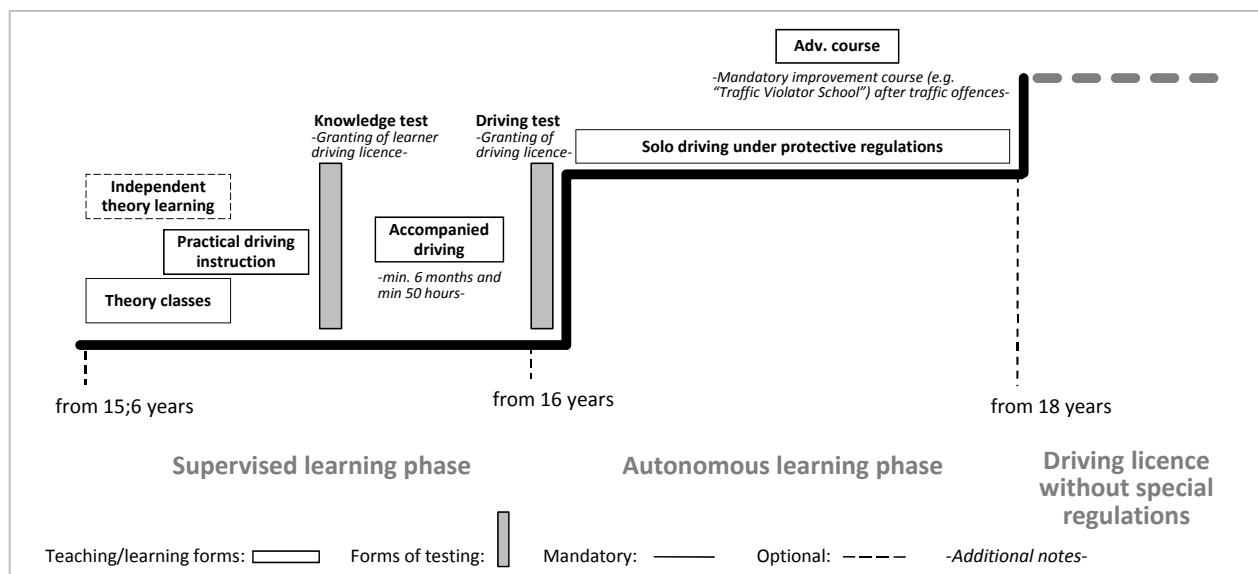 Adv. course
-Mandatory improvement course (e.g.
“Traffic Violator School”) after traffic offences-
Knowledge test
-Granting of learner
driving licence-
Driving test
-Granting of
driving licence-
Solo driving under protective regulations
Independent
theory learning
Practical driving
instruction
Theory classes
Accompanied
driving
-min. 6 months and
min 50 hours-
from 15;6 years
from 16 years
from 18 years
Supervised learning phase
Autonomous learning phase
Driving licence
without special
regulations
Teaching/learning forms:
Forms of testing:
Mandatory:
Optional:
-Additional notes-